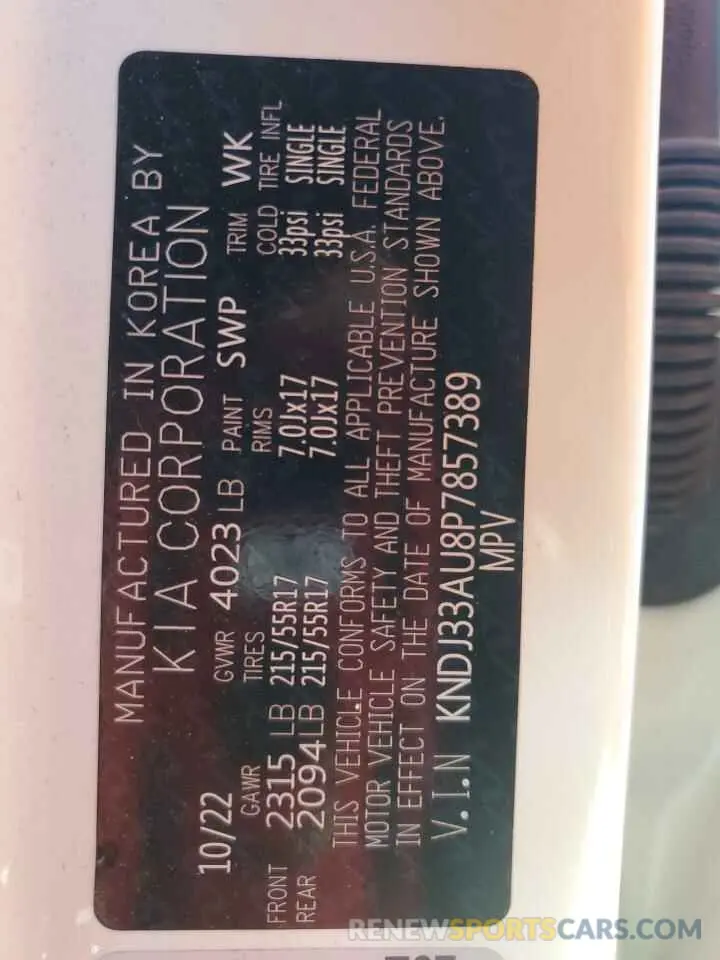 MANUFACTURED IN KOREA BY
KIA CORPORATION
10/22 GVWR 4023 LB PAINT SWP TRIM WK
GAWR TIRES RIMS COLD TIRE INFL
FRONT 2315 LB 215/55R17 7.0Jx17 33psi SINGLE
REAR 2094 LB 215/55R17 7.0Jx17 33psi SINGLE
THIS VEHICLE CONFORMS TO ALL APPLICABLE U.S.A. FEDERAL
MOTOR VEHICLE SAFETY AND THEFT PREVENTION STANDARDS
IN EFFECT ON THE DATE OF MANUFACTURE SHOWN ABOVE.
V.I.N KNDJ33AU8P7857389
MPV
RENEWSPORTSCARS.COM